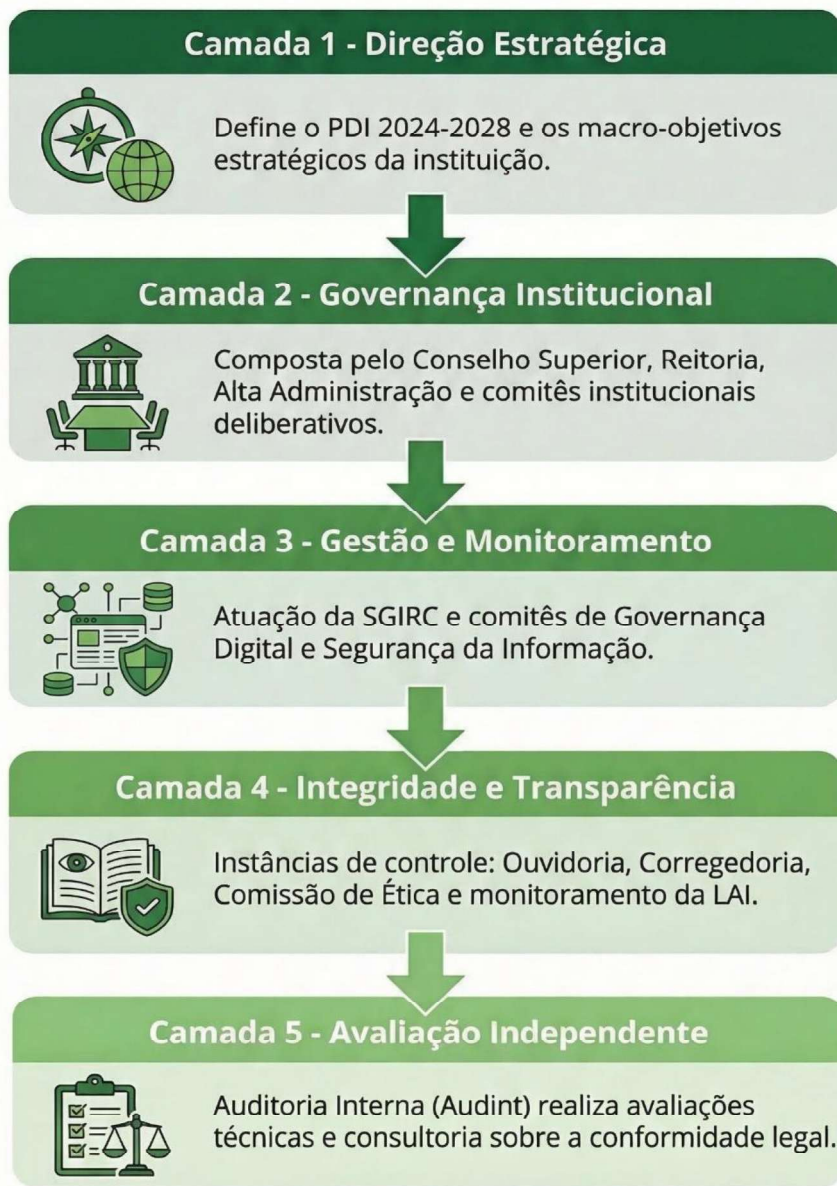 Camada 1 - Direção Estratégica
Define o PDI 2024-2028 e os macro-objetivos
estratégicos da instituição.
Camada 2 - Governança Institucional
Composta pelo Conselho Superior, Reitoria,
Alta Administração e comitês institucionais
deliberativos.
Camada 3 - Gestão e Monitoramento
Atuação da SGIRC e comitês de Governança
Digital e Segurança da Informação.
Camada 4 - Integridade e Transparência
Instâncias de controle: Ouvidoria, Corregedoria,
Comissão de Ética e monitoramento da LAI.
Camada 5 - Avaliação Independente
Auditoria Interna (Audint) realiza avaliações
técnicas e consultoria sobre a conformidade legal.